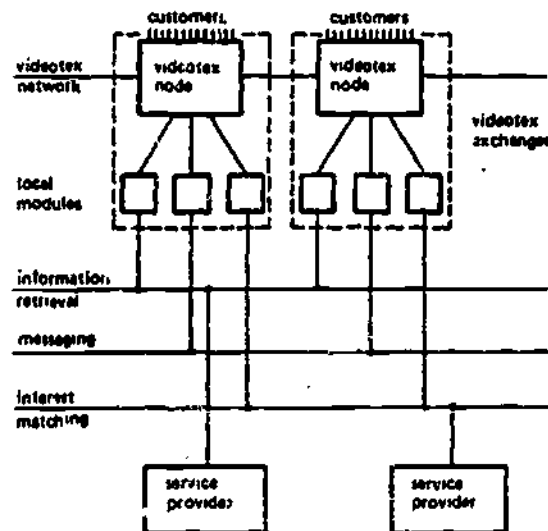 customers
customers
videotex
network
videotex
node
videotex
node
videotex
exchanges
local
modules
information
retrieval
messaging
interest
matching
service
provider
service
provider